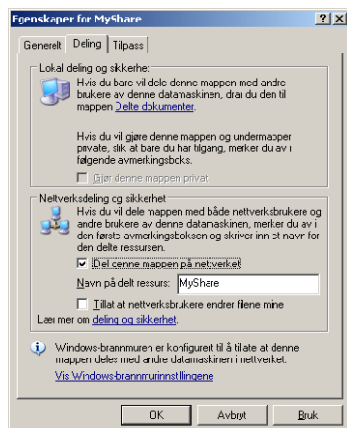 Egenskaper for MyShare
Generelt Deling Tilpass
Lokal deling og sikkerhe:
Hvis du bare vil dele denne mappen med andre
brukere av denne datamaskinen, drar du den til
mappen Delte dokumenter.
Hvis du vil gjøre denne mappen og undermapper
private, slik at bare du har tilgang, merker du av i
følgende avmerkingsboks.
Gjør denne mappen privat
Nettverksdeling og sikkerhet
Hvis du vil dele mappen med både nettverksbrukere og
andre brukere av denne datamaskinen, merker du av i
den første avmerkingsboksen og skriver inn et navn for
den delte ressursen.
Del denne mappen på nettverket
Navn på delt ressurs: MyShare
Tillat at nettverksbrukere endrer filene mine
Lær mer om deling og sikkerhet.
Windows-brannmuren er konfigurert til å tillate at denne
mappen deles med andre datamaskinen i nettverket.
Vis Windows-brannmurinnstillingene
OK Avbryt Bruk